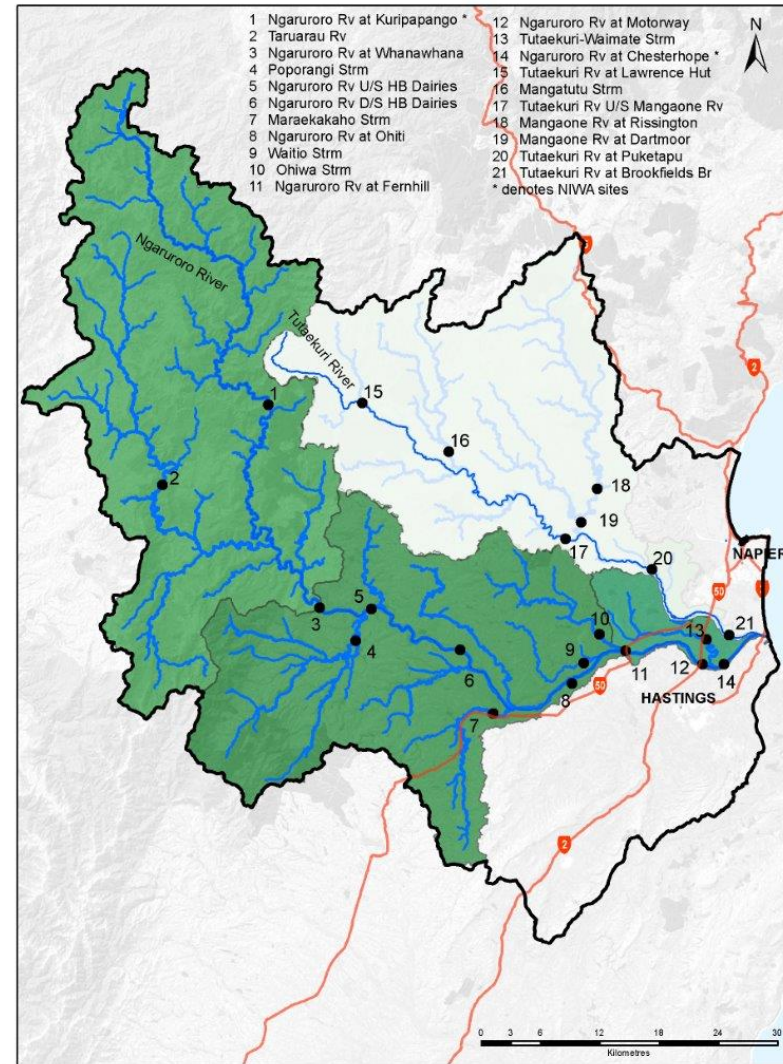 1 Ngaruroro Rv at Kuripapango *
2 Taruarau Rv
3 Ngaruroro Rv at Whanawhana
4 Poporangi Strm
5 Ngaruroro Rv U/S HB Dairies
6 Ngaruroro Rv D/S HB Dairies
7 Maraekakaho Strm
8 Ngaruroro Rv at Ohiti
9 Waitio Strm
10 Ohiwa Strm
11 Ngaruroro Rv at Fernhill
12 Ngaruroro Rv at Motorway
13 Tutaekuri-Waimate Strm
14 Ngaruroro Rv at Chesterhope *
15 Tutaekuri Rv at Lawrence Hut
16 Mangatutu Strm
17 Tutaekuri Rv U/S Mangaone Rv
18 Mangaone Rv at Rissington
19 Mangaone Rv at Dartmoor
20 Tutaekuri Rv at Puketapu
21 Tutaekuri Rv at Brookfields Br
* denotes NIWA sites
N
Ngaruroro River
Tutaekuri River
2
1
15
16
2
18
19
17
20
NAPIER
50
3
5
4
10
13
21
6
9
11
12
14
8
50
HASTINGS
7
2
0 3 6 12 18 24 30
Kilometres